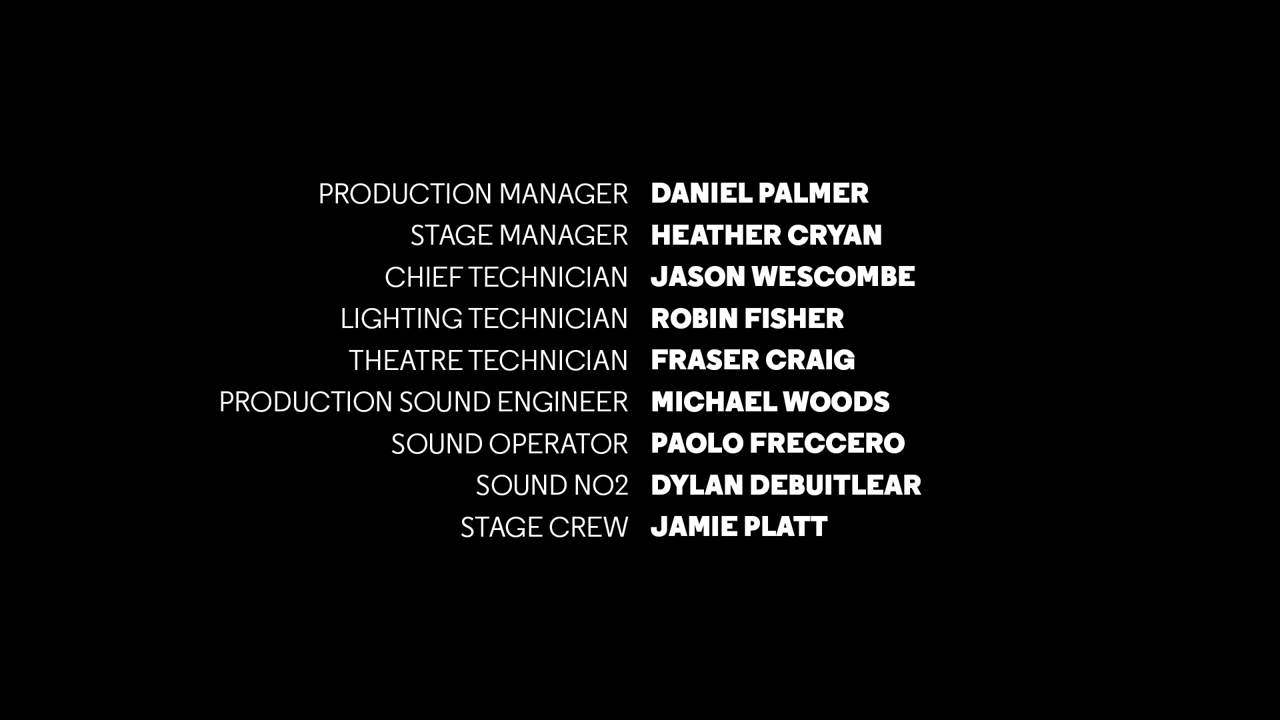 PRODUCTION MANAGER DANIEL PALMER
STAGE MANAGER HEATHER CRYAN
CHIEF TECHNICIAN JASON WESCOMBE
LIGHTING TECHNICIAN ROBIN FISHER
THEATRE TECHNICIAN FRASER CRAIG
PRODUCTION SOUND ENGINEER MICHAEL WOODS
SOUND OPERATOR PAOLO FRECCERO
SOUND NO2 DYLAN DEBUITLEAR
STAGE CREW JAMIE PLATT